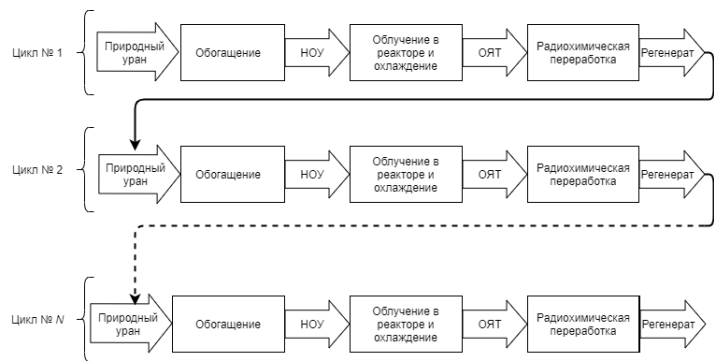 Цикл № 1
Природный
уран
Обогащение
НОУ
Облучение в
реакторе и
охлаждение
ОЯТ
Радиохимическая
переработка
Регенерат
Цикл № 2
Природный
уран
Обогащение
НОУ
Облучение в
реакторе и
охлаждение
ОЯТ
Радиохимическая
переработка
Регенерат
Цикл № N
Природный
уран
Обогащение
НОУ
Облучение в
реакторе и
охлаждение
ОЯТ
Радиохимическая
переработка
Регенерат